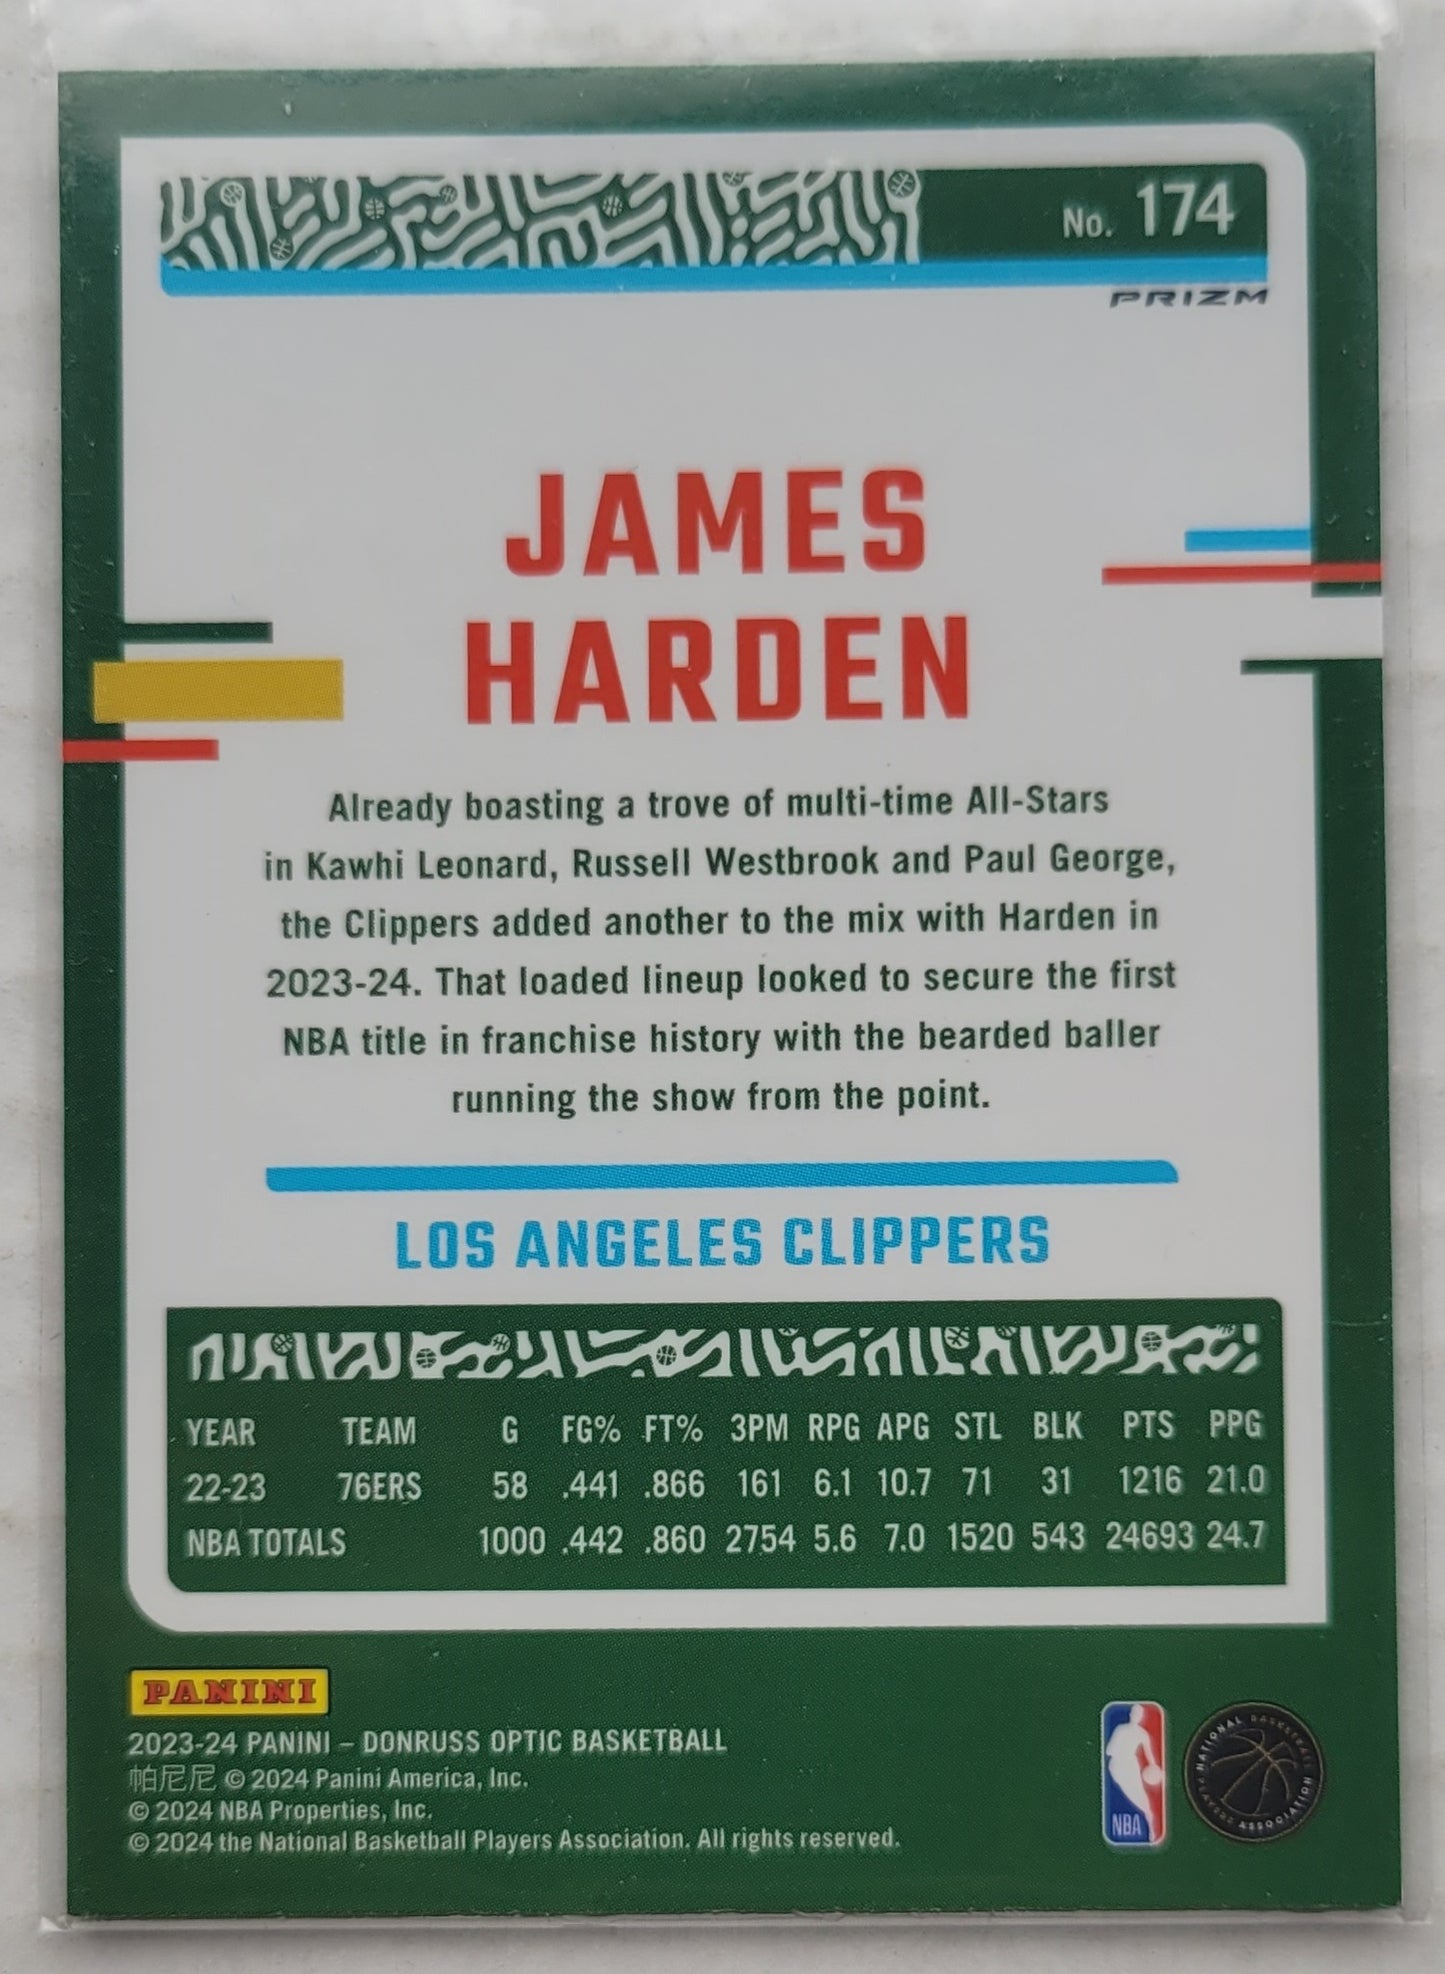 No. 174
PRIZM
JAMES
HARDEN
Already boasting a trove of multi-time All-Stars
in Kawhi Leonard, Russell Westbrook and Paul George,
the Clippers added another to the mix with Harden in
2023-24. That loaded lineup looked to secure the first
NBA title in franchise history with the bearded baller
running the show from the point.
LOS ANGELES CLIPPERS
YEAR TEAM G FG% FT% 3PM RPG APG STL BLK PTS PPG
22-23 76ERS 58 .441 .866 161 6.1 10.7 71 31 1216 21.0
NBA TOTALS 1000 .442 .860 2754 5.6 7.0 1520 543 24693 24.7
PANINI
2023-24 PANINI – DONRUSS OPTIC BASKETBALL
帕尼尼 © 2024 Panini America, Inc.
© 2024 NBA Properties, Inc.
© 2024 the National Basketball Players Association. All rights reserved.
NBA
NATIONAL BASKETBALL
PLAYERS ASSOCIATION